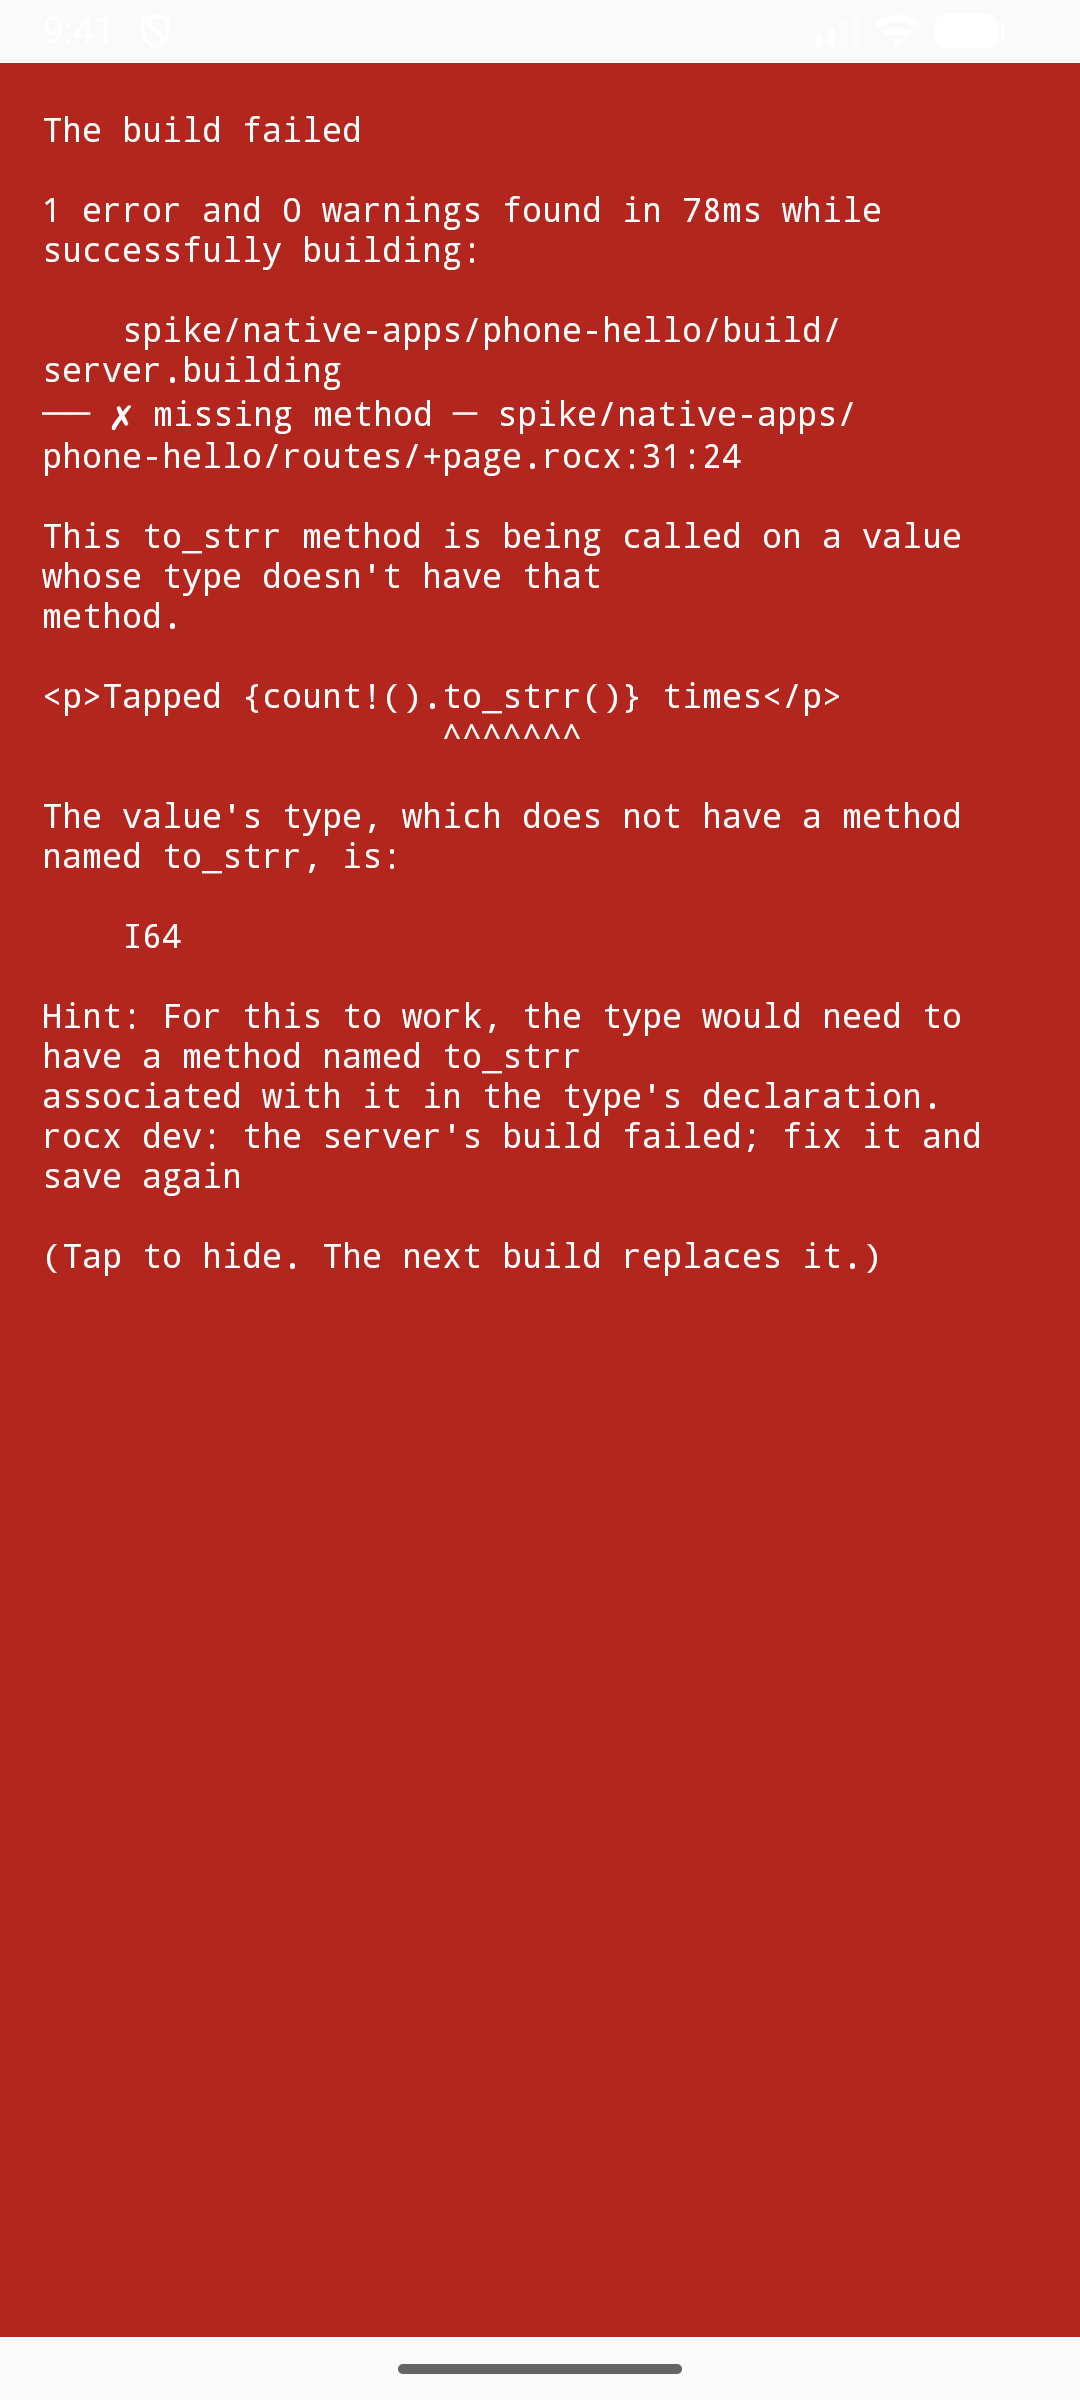 9:41
The build failed
1 error and 0 warnings found in 78ms while
successfully building:
spike/native-apps/phone-hello/build/
server.building
── ✗ missing method ─ spike/native-apps/
phone-hello/routes/+page.rocx:31:24
This to_strr method is being called on a value
whose type doesn't have that
method.
<p>Tapped {count!().to_strr()} times</p>
^^^^^^^
The value's type, which does not have a method
named to_strr, is:
I64
Hint: For this to work, the type would need to
have a method named to_strr
associated with it in the type's declaration.
rocx dev: the server's build failed; fix it and
save again
(Tap to hide. The next build replaces it.)